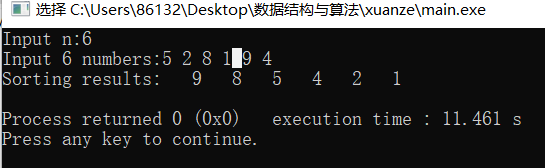 选择 C:\Users\86132\Desktop\数据结构与算法\xuanze\main.exe
Input n:6
Input 6 numbers:5 2 8 1 9 4
Sorting results:   9   8   5   4   2   1
Process returned 0 (0x0)   execution time : 11.461 s
Press any key to continue.